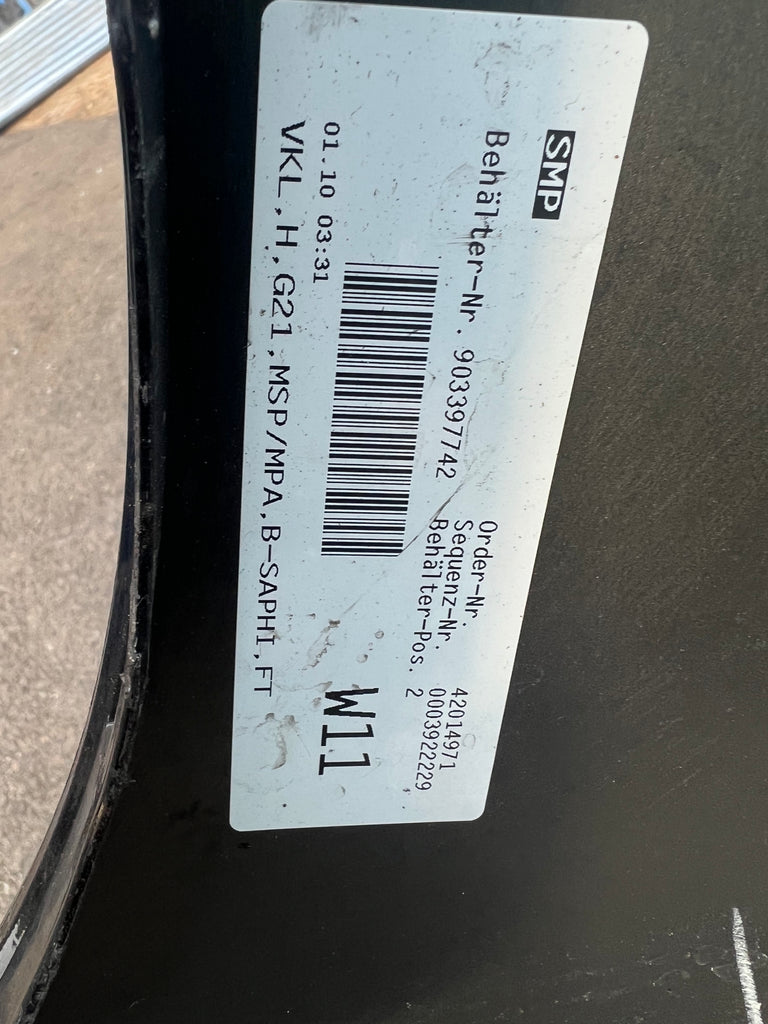 SMP
Behälter-Nr. 903397742
Order-Nr. 42014971
Sequenz-Nr. 0003922229
Behälter-Pos. 2
01.10 03:31
W11
VKL,H,G21,MSP/MPA,B-SAPHI,FT